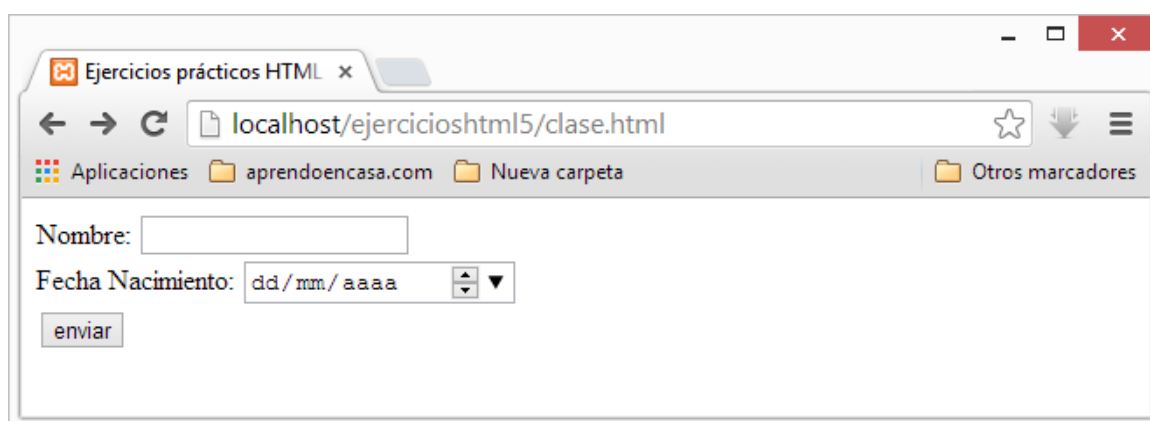 Ejercicios prácticos HTML
localhost/ejercicioshtml5/clase.html
Aplicaciones aprendoencasa.com Nueva carpeta Otros marcadores
Nombre:
Fecha Nacimiento: dd/mm/aaaa
enviar